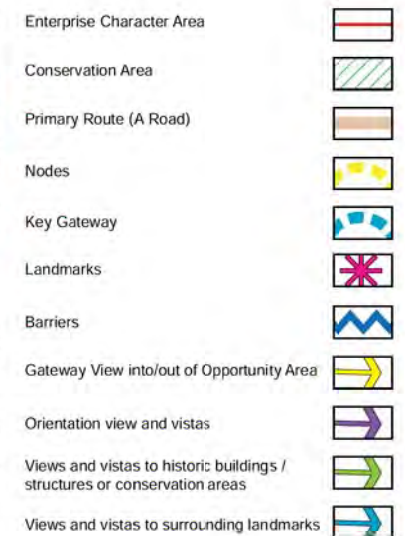 Enterprise Character Area
Conservation Area
Primary Route (A Road)
Nodes
Key Gateway
Landmarks
Barriers
Gateway View into/out of Opportunity Area
Orientation view and vistas
Views and vistas to historic buildings /
structures or conservation areas
Views and vistas to surrounding landmarks